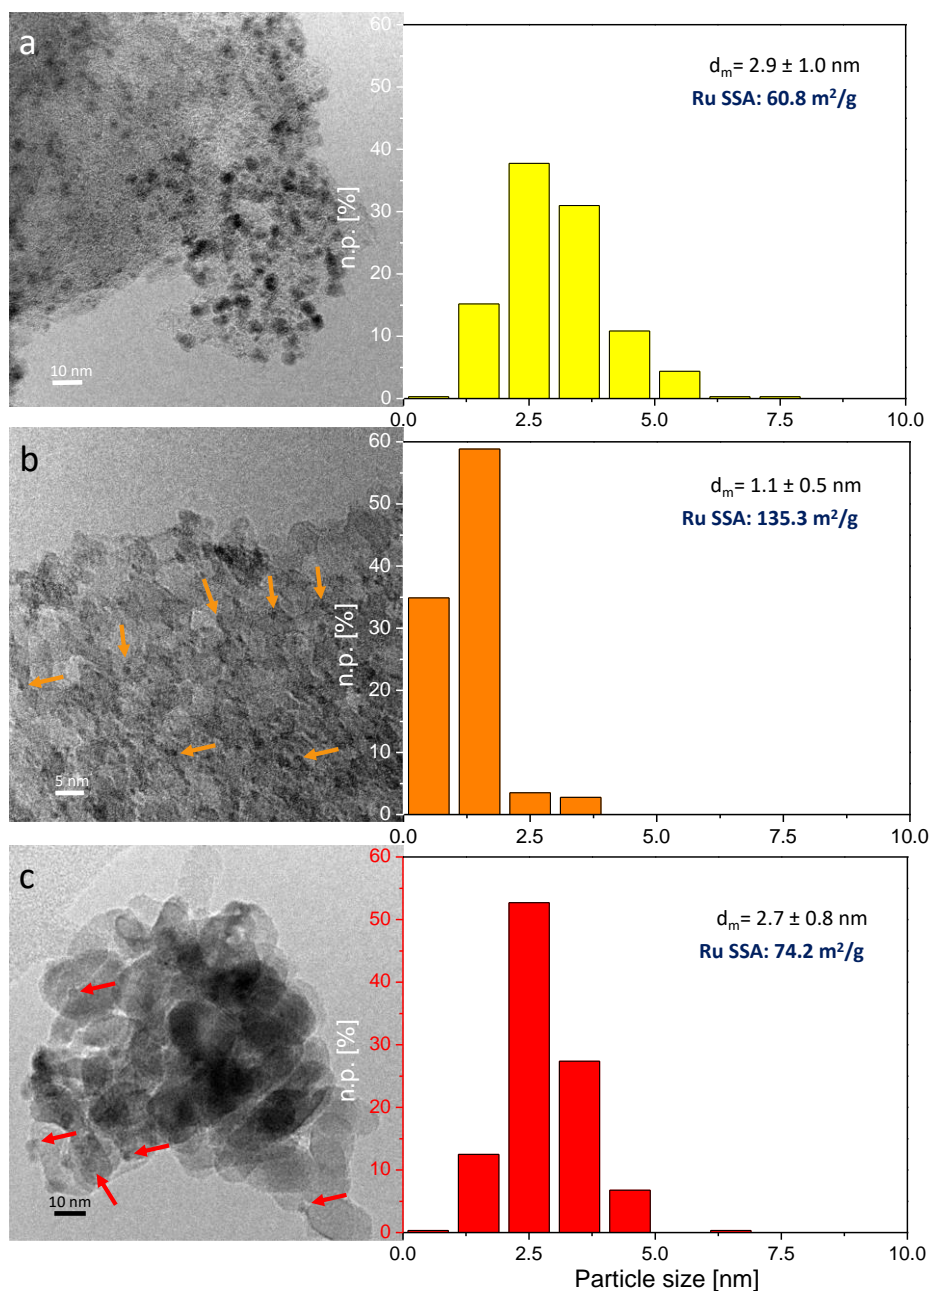 a
10 nm
n.p. [%]
60
50
40
30
20
10
0
d_m= 2.9 ± 1.0 nm
Ru SSA: 60.8 m²/g
0.0 2.5 5.0 7.5 10.0
b
5 nm
n.p. [%]
60
50
40
30
20
10
0
d_m= 1.1 ± 0.5 nm
Ru SSA: 135.3 m²/g
0.0 2.5 5.0 7.5 10.0
c
10 nm
n.p. [%]
60
50
40
30
20
10
0
d_m= 2.7 ± 0.8 nm
Ru SSA: 74.2 m²/g
0.0 2.5 5.0 7.5 10.0
Particle size [nm]